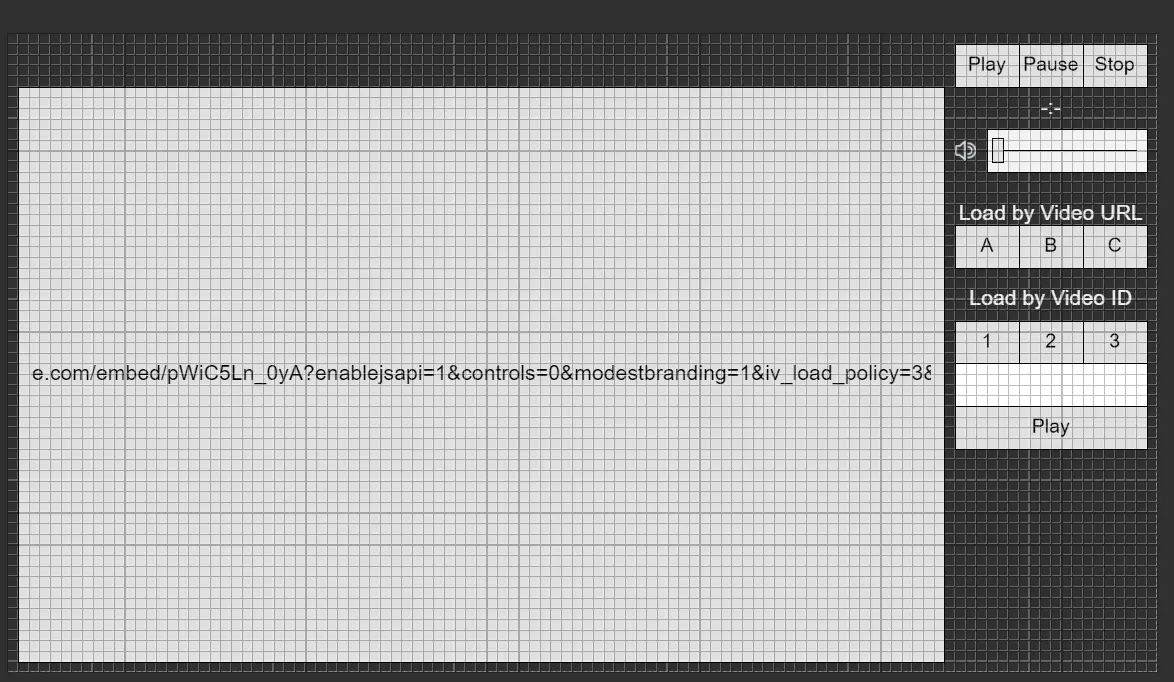 Play Pause Stop
-:-
Load by Video URL
A B C
Load by Video ID
1 2 3
e.com/embed/pWiC5Ln_0yA?enablejsapi=1&controls=0&modestbranding=1&iv_load_policy=3&
Play